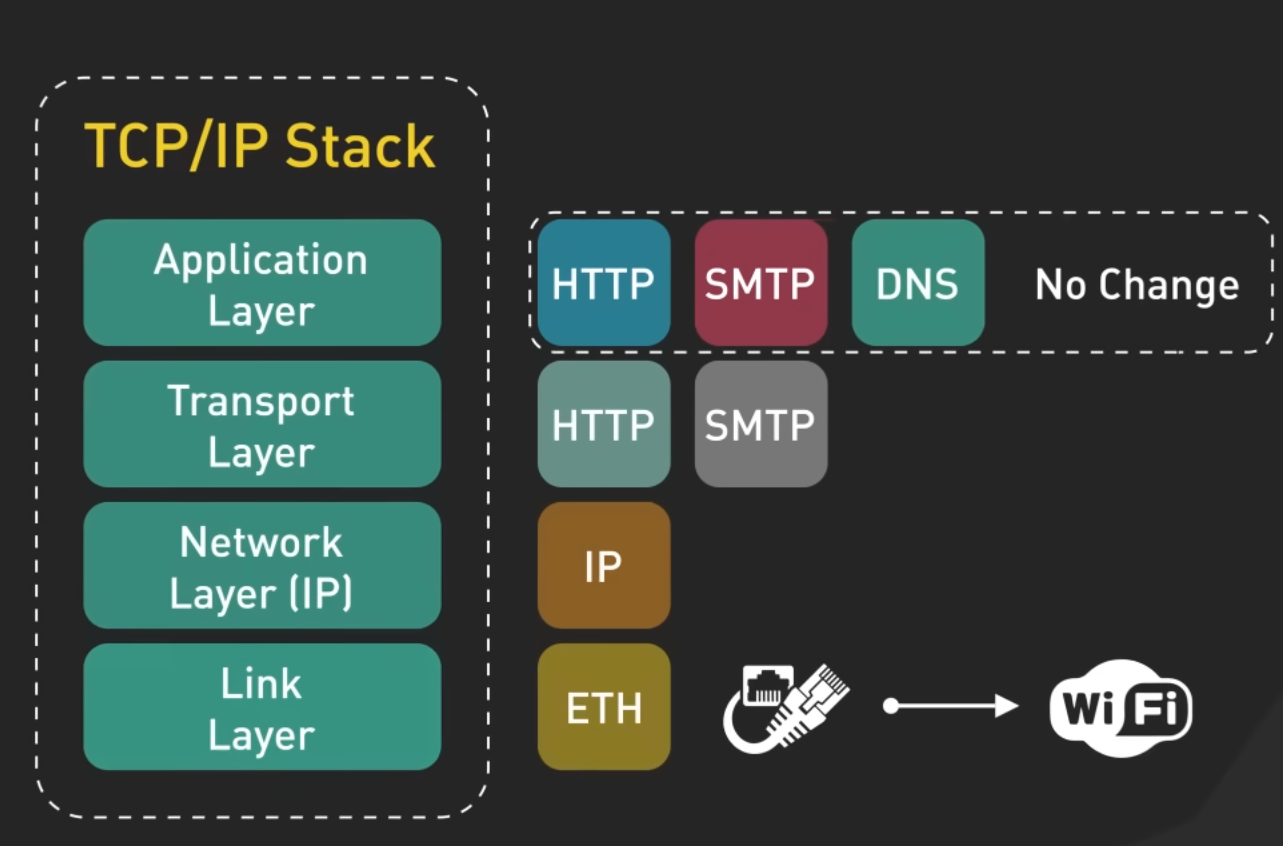 TCP/IP Stack
Application
Layer
HTTP
SMTP
DNS
No Change
Transport
Layer
HTTP
SMTP
Network
Layer (IP)
IP
Link
Layer
ETH
Wi Fi